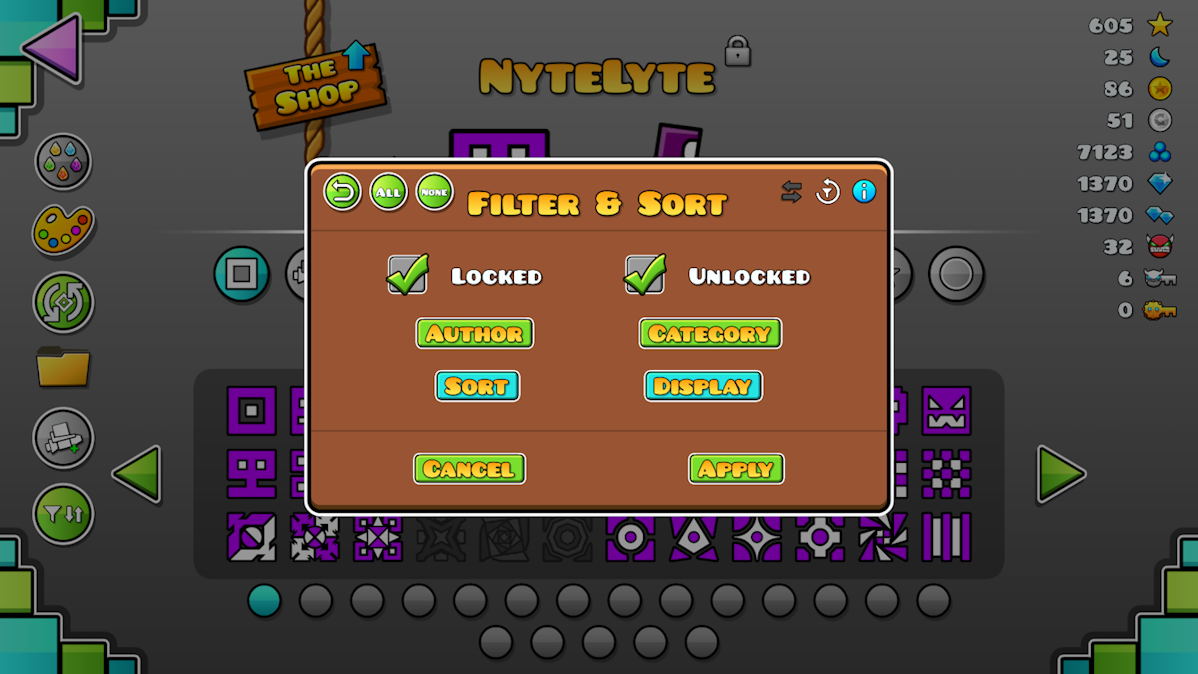 THE
SHOP
NYTELYTE
605
25
86
51
7123
1370
1370
32
6
0
ALL
NONE
FILTER & SORT
LOCKED
UNLOCKED
AUTHOR
CATEGORY
SORT
DISPLAY
CANCEL
APPLY